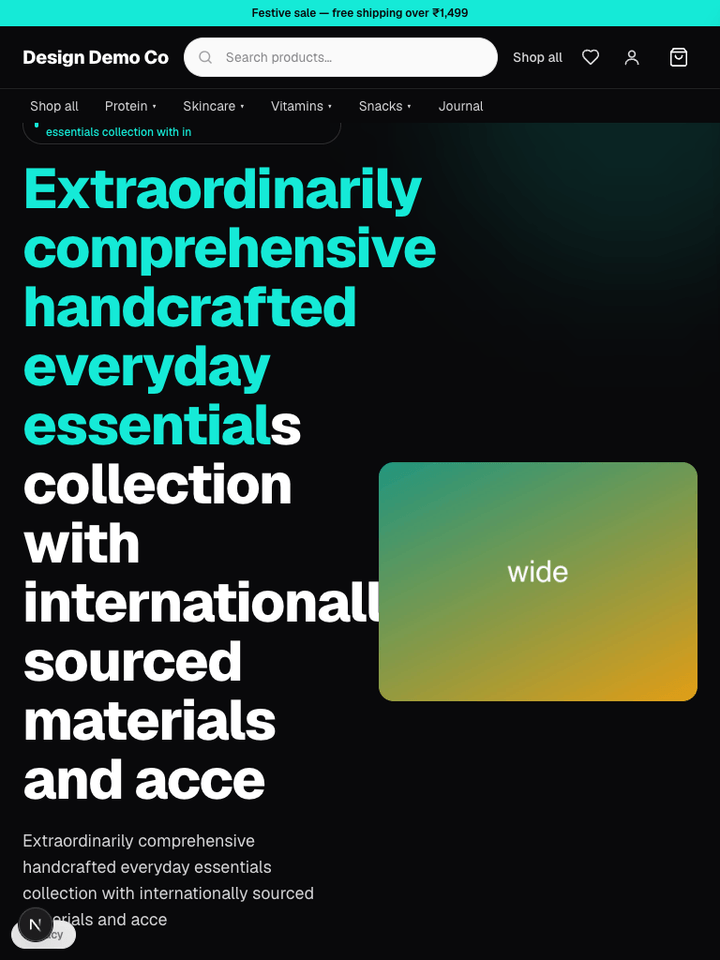 Festive sale — free shipping over ₹1,499
Design Demo Co
Search products…
Shop all
Shop all
Protein
Skincare
Vitamins
Snacks
Journal
essentials collection with in
Extraordinarily
comprehensive
handcrafted
everyday
essentials
collection
with
internationall
sourced
materials
and acce
wide
Extraordinarily comprehensive
handcrafted everyday essentials
collection with internationally sourced
erials and acce
N